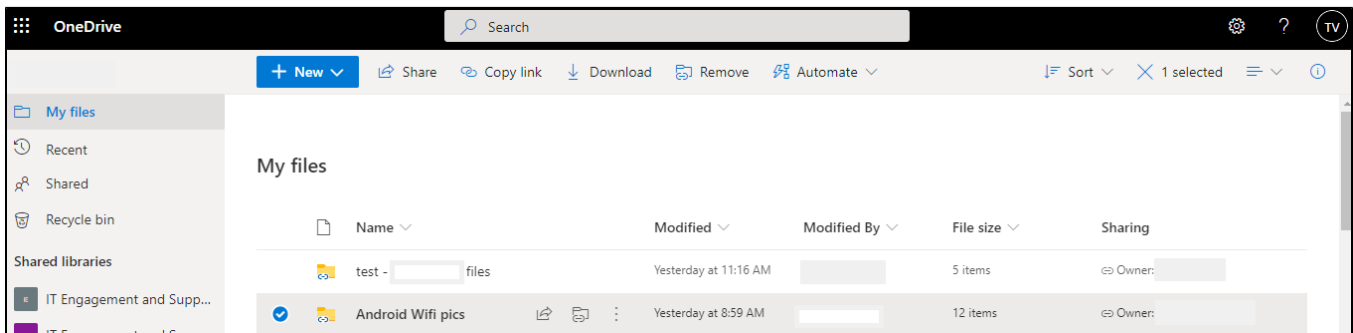 OneDrive Search ? TV
+ New Share Copy link Download Remove Automate Sort 1 selected
My files
Recent
Shared
Recycle bin
Shared libraries
E IT Engagement and Supp...
My files
Name Modified Modified By File size Sharing
test - files Yesterday at 11:16 AM 5 items Owner:
Android Wifi pics Yesterday at 8:59 AM 12 items Owner: